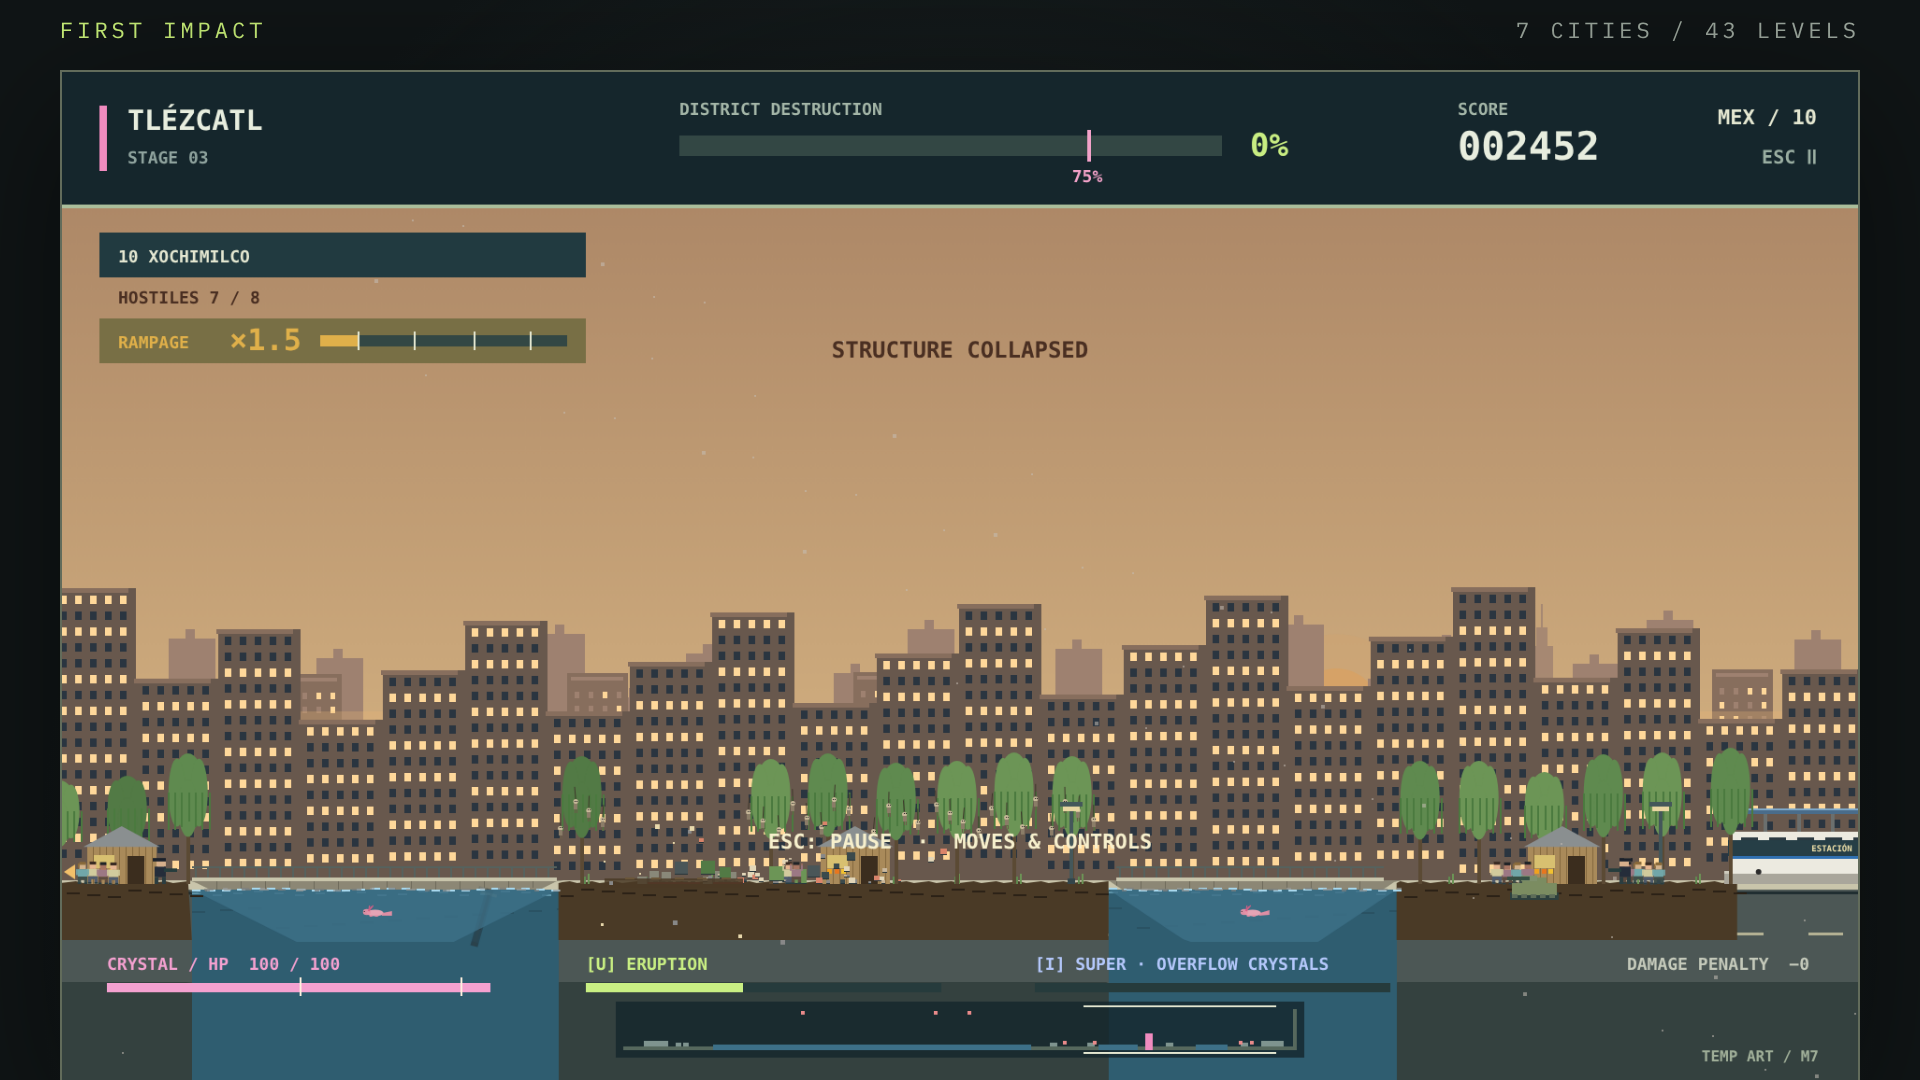 FIRST IMPACT
7 CITIES / 43 LEVELS
TLÉZCATL
STAGE 03
DISTRICT DESTRUCTION
0%
75%
SCORE
002452
MEX / 10
ESC II
10 XOCHIMILCO
HOSTILES 7 / 8
RAMPAGE ×1.5
STRUCTURE COLLAPSED
ESC: PAUSE · MOVES & CONTROLS
ESTACIÓN
CRYSTAL / HP 100 / 100
[U] ERUPTION
[I] SUPER · OVERFLOW CRYSTALS
DAMAGE PENALTY −0
TEMP ART / M7